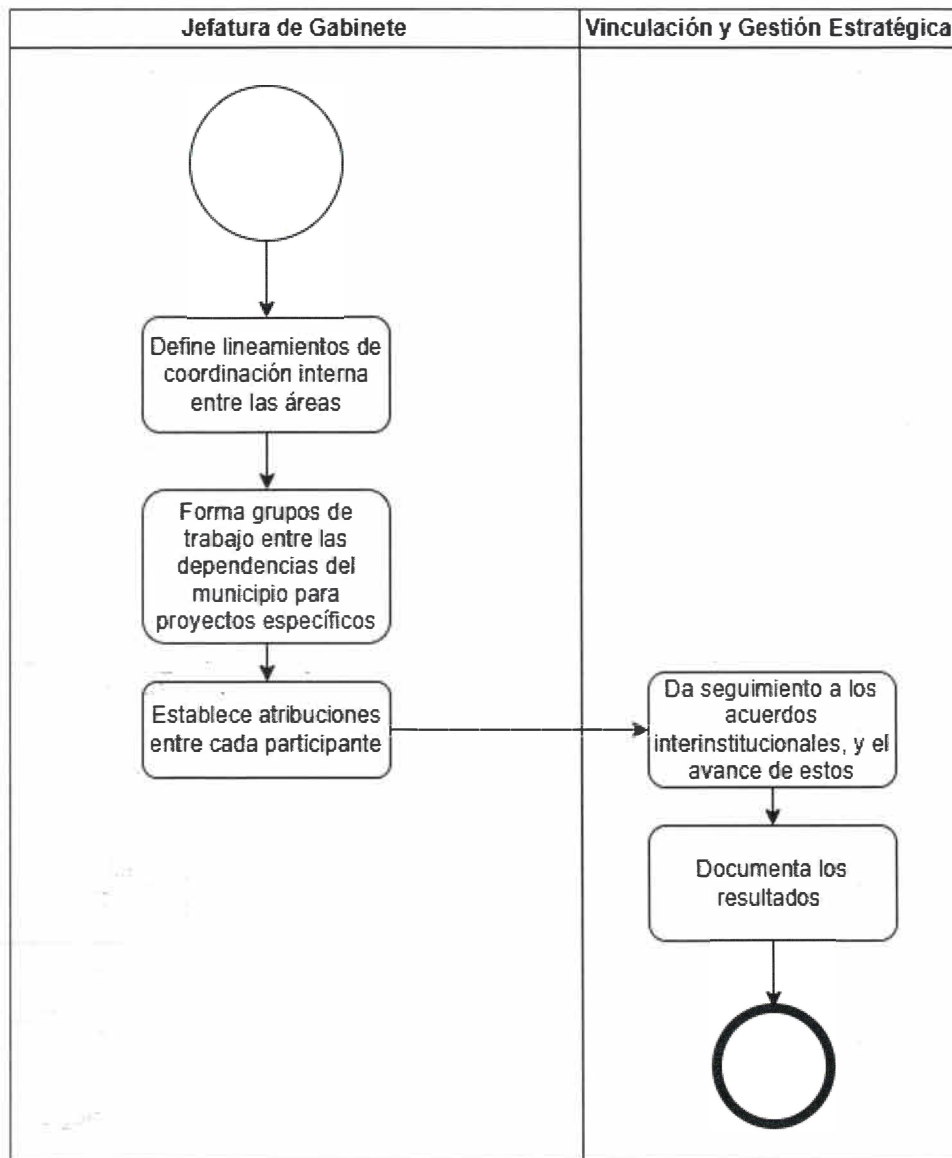 Jefatura de Gabinete
Vinculación y Gestión Estratégica
Define lineamientos de
coordinación interna
entre las áreas
Forma grupos de
trabajo entre las
dependencias del
municipio para
proyectos específicos
Establece atribuciones
entre cada participante
Da seguimiento a los
acuerdos
interinstitucionales, y el
avance de estos
Documenta los
resultados